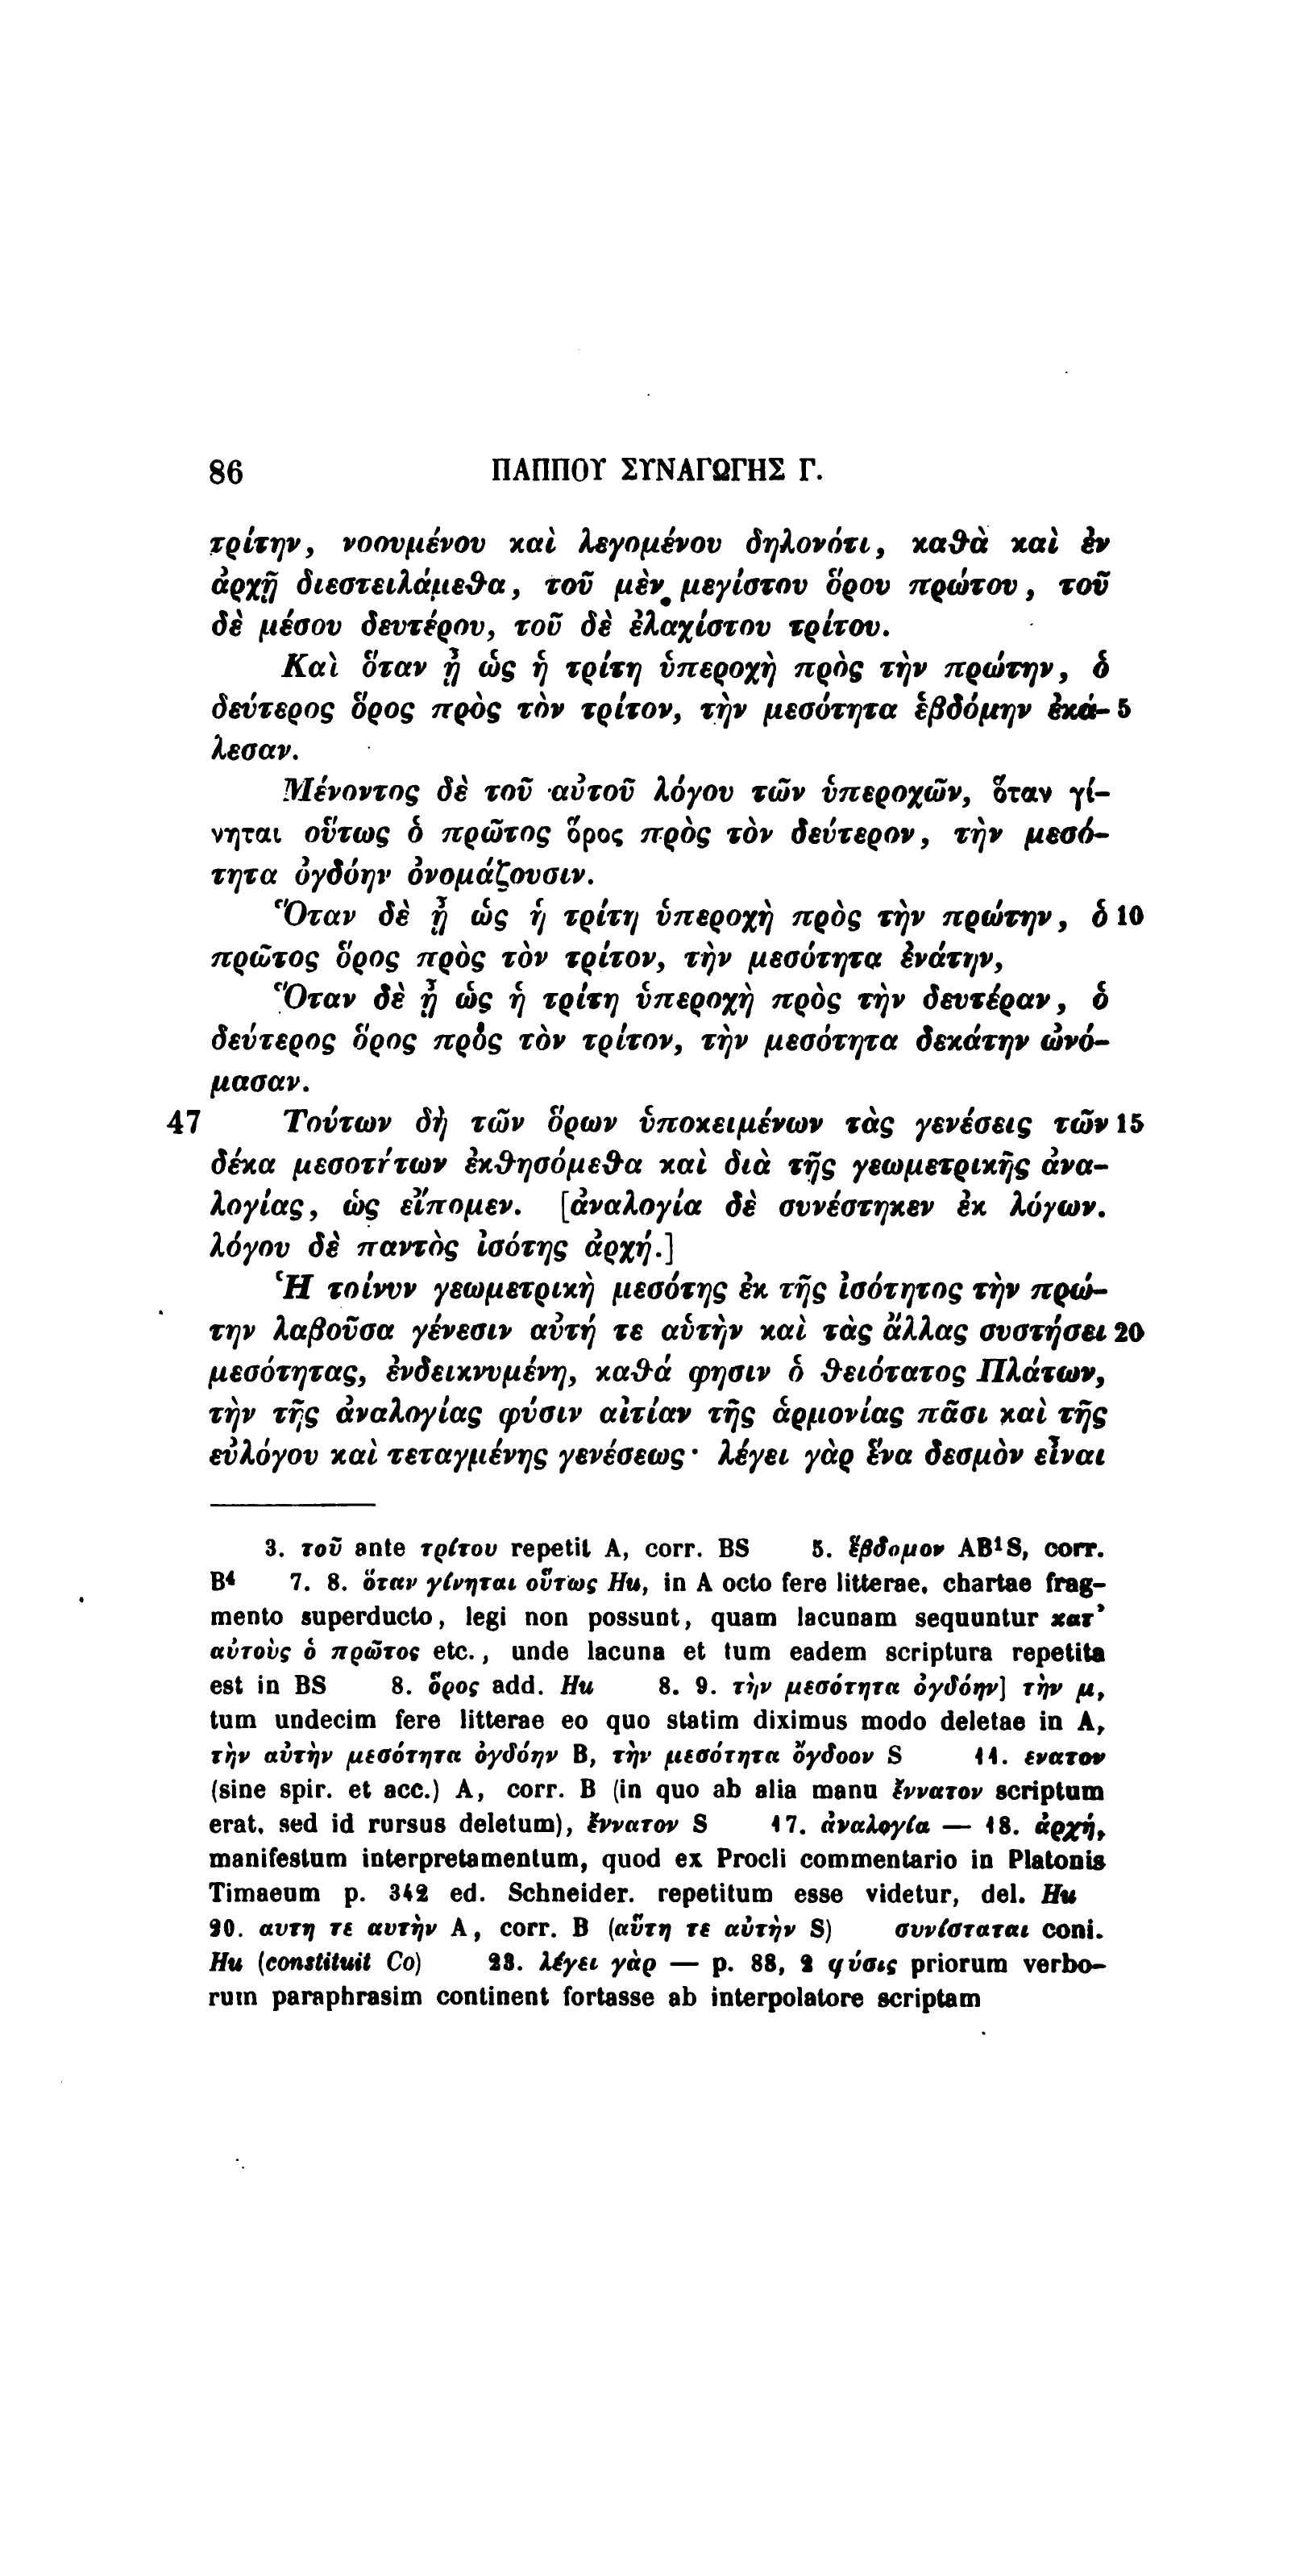 86 ΠΑΠΠΟΥ ΣΥΝΑΓΩΓΗΣ Γ.
τρίτην, νοουμένου καὶ λεγομένου δηλονότι, καθὰ καὶ ἐν
ἀρχῇ διεστειλάμεθα, τοῦ μὲν μεγίστου ὅρου πρώτου, τοῦ
δὲ μέσου δευτέρου, τοῦ δὲ ἐλαχίστου τρίτου.
Καὶ ὅταν ᾖ ὡς ἡ τρίτη ὑπεροχὴ πρὸς τὴν πρώτην, ὁ
δεύτερος ὅρος πρὸς τὸν τρίτον, τὴν μεσότητα ἑβδόμην ἐκά- 5
λεσαν.
Μένοντος δὲ τοῦ αὐτοῦ λόγου τῶν ὑπεροχῶν, ὅταν γί-
νηται οὕτως ὁ πρῶτος ὅρος πρὸς τὸν δεύτερον, τὴν μεσό-
τητα ὀγδόην ὀνομάζουσιν.
Ὅταν δὲ ᾖ ὡς ἡ τρίτη ὑπεροχὴ πρὸς τὴν πρώτην, ὁ 10
πρῶτος ὅρος πρὸς τὸν τρίτον, τὴν μεσότητα ἐνάτην,
Ὅταν δὲ ᾖ ὡς ἡ τρίτη ὑπεροχὴ πρὸς τὴν δευτέραν, ὁ
δεύτερος ὅρος πρὸς τὸν τρίτον, τὴν μεσότητα δεκάτην ὠνό-
μασαν.
47 Τούτων δὴ τῶν ὅρων ὑποκειμένων τὰς γενέσεις τῶν 15
δέκα μεσοτήτων ἐκθησόμεθα καὶ διὰ τῆς γεωμετρικῆς ἀνα-
λογίας, ὡς εἴπομεν. [ἀναλογία δὲ συνέστηκεν ἐκ λόγων.
λόγου δὲ παντὸς ἰσότης ἀρχή.]
Ἡ τοίνυν γεωμετρικὴ μεσότης ἐκ τῆς ἰσότητος τὴν πρώ-
την λαβοῦσα γένεσιν αὐτή τε αὑτὴν καὶ τὰς ἄλλας συστήσει 20
μεσότητας, ἐνδεικνυμένη, καθά φησιν ὁ θειότατος Πλάτων,
τὴν τῆς ἀναλογίας φύσιν αἰτίαν τῆς ἁρμονίας πᾶσι καὶ τῆς
εὐλόγου καὶ τεταγμένης γενέσεως· λέγει γὰρ ἕνα δεσμὸν εἶναι
3. τοῦ ante τρίτου repetit A, corr. BS 5. ἕβδομον AB¹S, corr.
B⁴ 7. 8. ὅταν γίνηται οὕτως Hu, in A octo fere litterae, chartae frag-
mento superducto, legi non possunt, quam lacunam sequuntur κατ᾽
αὐτοὺς ὁ πρῶτος etc., unde lacuna et tum eadem scriptura repetita
est in BS 8. ὅρος add. Hu 8. 9. τὴν μεσότητα ὀγδόην] τὴν μ,
tum undecim fere litterae eo quo statim diximus modo deletae in A,
τὴν αὐτὴν μεσότητα ὀγδόην B, τὴν μεσότητα ὄγδοον S 11. ενατον
(sine spir. et acc.) A, corr. B (in quo ab alia manu ἔννατον scriptum
erat, sed id rursus deletum), ἔννατον S 17. ἀναλογία — 18. ἀρχή,
manifestum interpretamentum, quod ex Procli commentario in Platonis
Timaeum p. 342 ed. Schneider. repetitum esse videtur, del. Hu
20. αυτη τε αυτὴν A, corr. B (αὕτη τε αὐτὴν S) συνίσταται coni.
Hu (constituit Co) 23. λέγει γὰρ — p. 88, 2 φύσις priorum verbo-
rum paraphrasim continent fortasse ab interpolatore scriptam